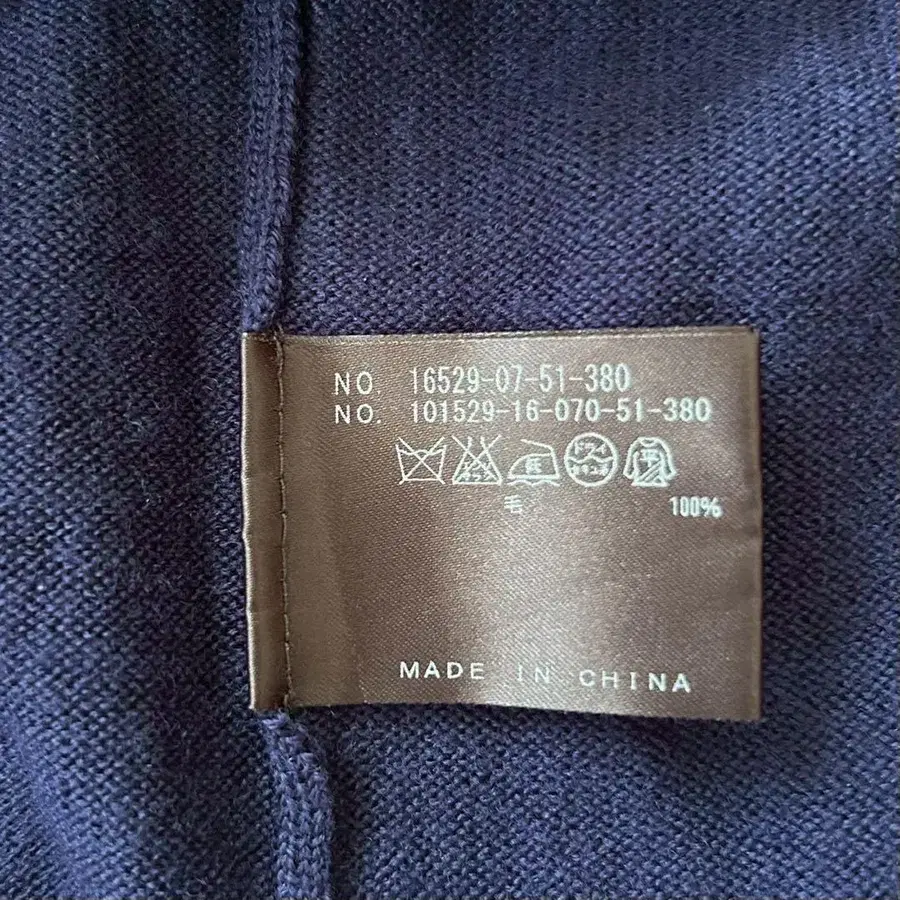 NO. 16529-07-51-380
NO. 101529-16-070-51-380
毛 100%
MADE IN CHINA